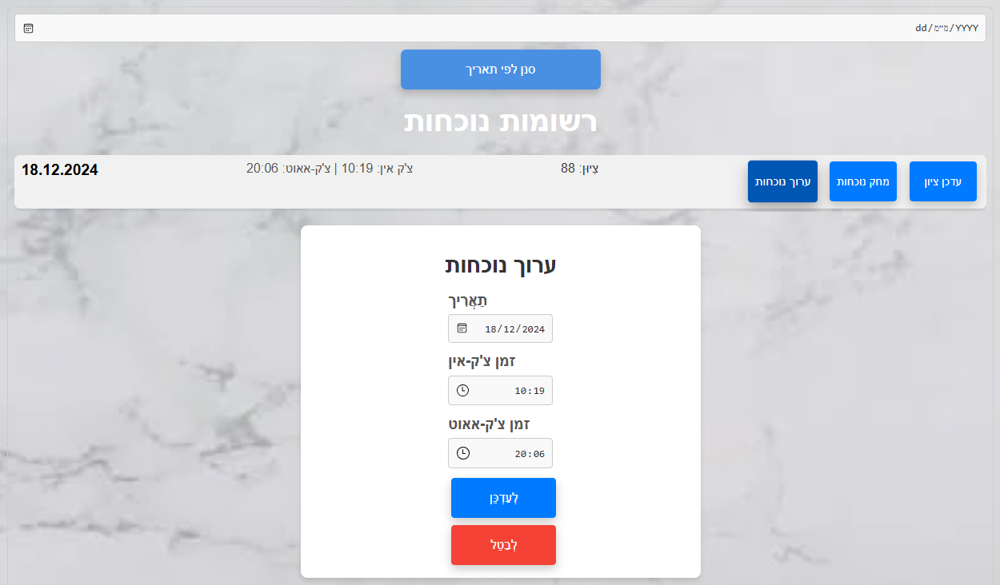 dd/מ״מ/YYYY
סנן לפי תאריך
רשומות נוכחות
18.12.2024
צ'ק אין: 10:19 | צ'ק-אאוט: 20:06
צִיוּן: 88
ערוך נוכחות
מחק נוכחות
עדכן ציון
ערוך נוכחות
תַאֲרִיך
18/12/2024
זמן צ'ק-אין
10:19
זמן צ'ק-אאוט
20:06
לְעַדְכֵּן
לְבַטֵל